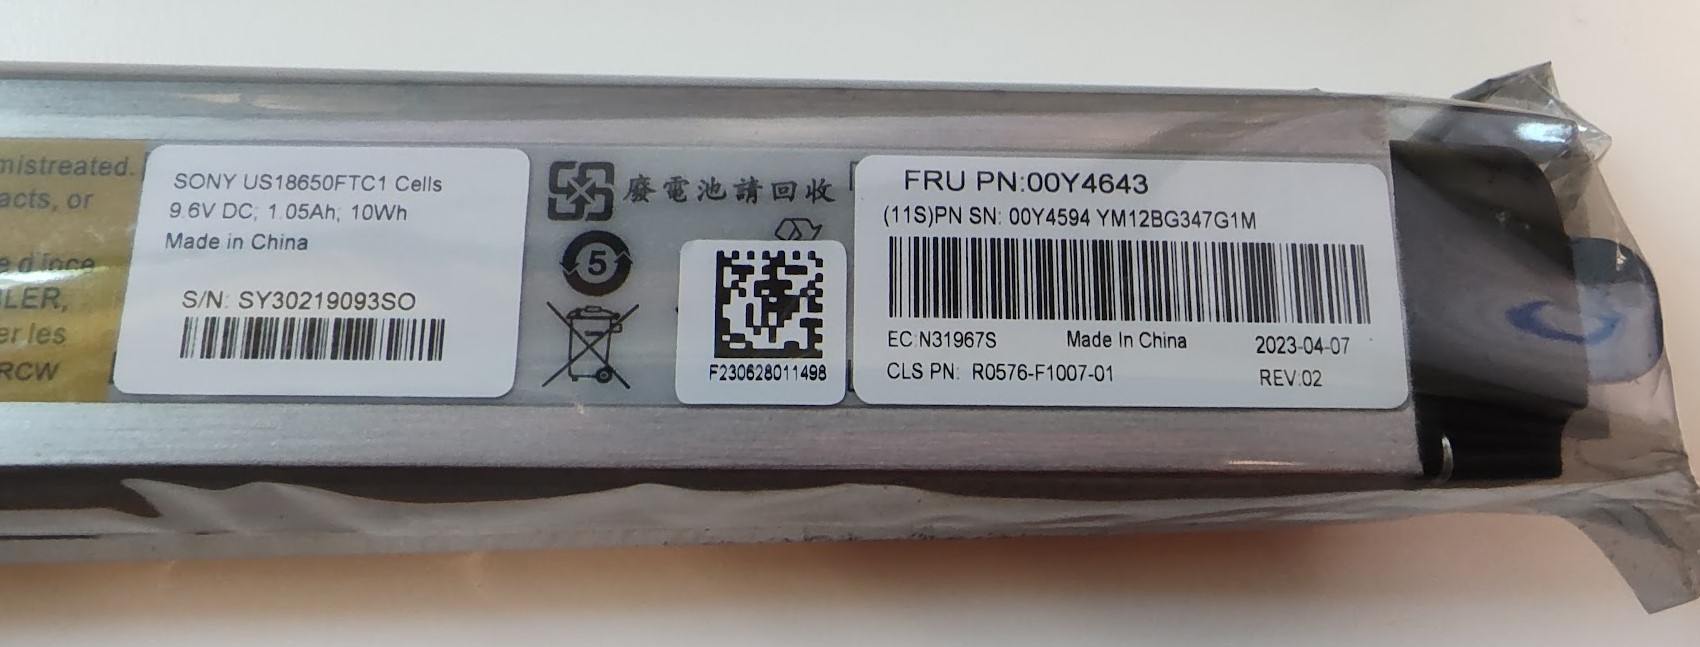 mistreated.
acts, or
e d'ince
LER,
er les
RCW
SONY US18650FTC1 Cells
9.6V DC; 1.05Ah; 10Wh
Made in China
S/N: SY30219093SO
廢電池請回收
5
F230628011498
FRU PN:00Y4643
(11S)PN SN: 00Y4594 YM12BG347G1M
EC:N31967S Made In China 2023-04-07
CLS PN: R0576-F1007-01 REV:02